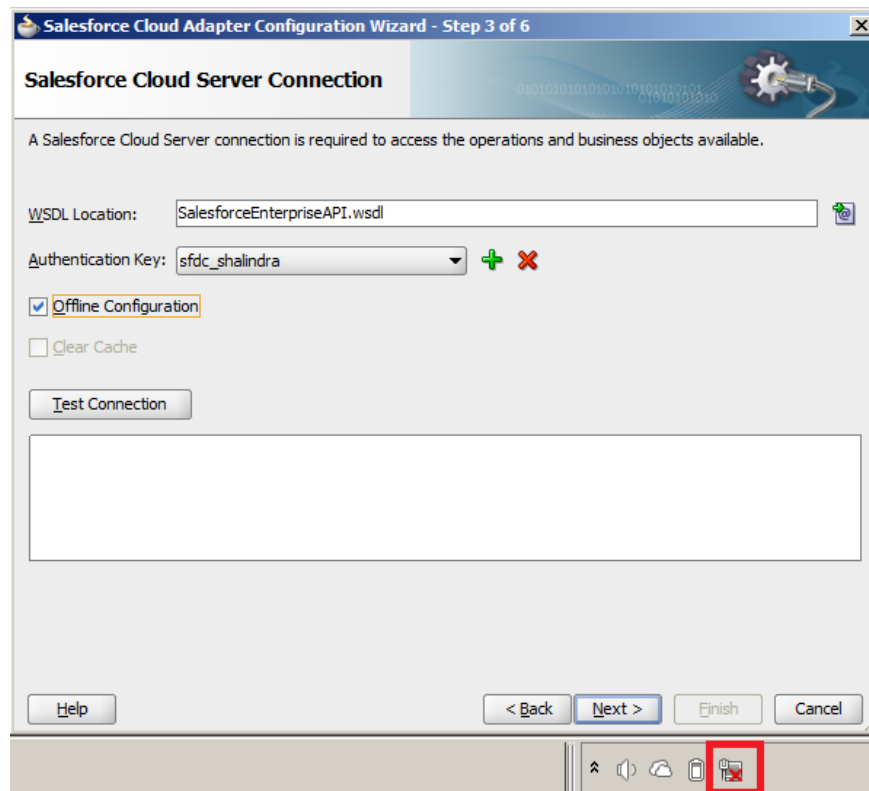 Salesforce Cloud Adapter Configuration Wizard - Step 3 of 6
Salesforce Cloud Server Connection
A Salesforce Cloud Server connection is required to access the operations and business objects available.
WSDL Location: SalesforceEnterpriseAPI.wsdl
Authentication Key: sfdc_shalindra
Offline Configuration
Clear Cache
Test Connection
Help < Back Next > Finish Cancel